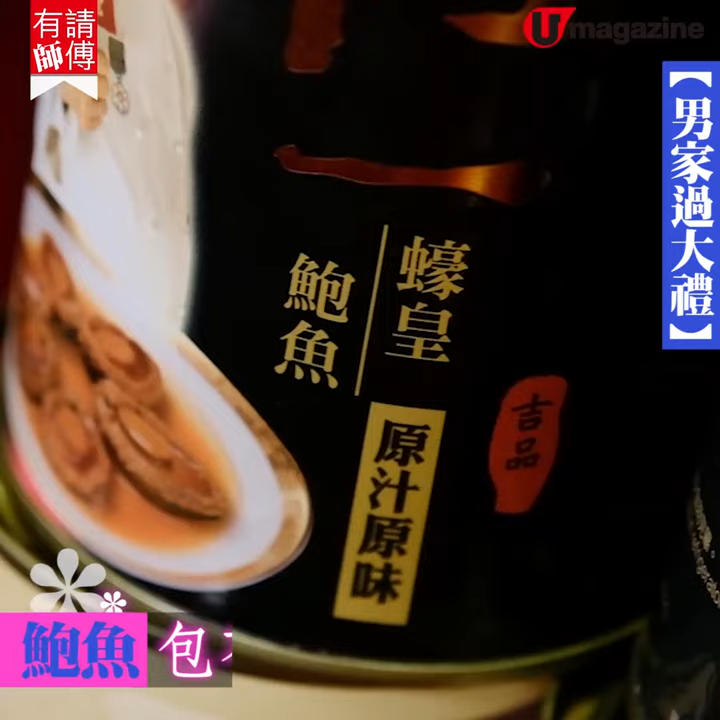 有請
師傅
U magazine
【男家過大禮】
蠔皇
鮑魚
原汁原味
吉品
鮑魚 包